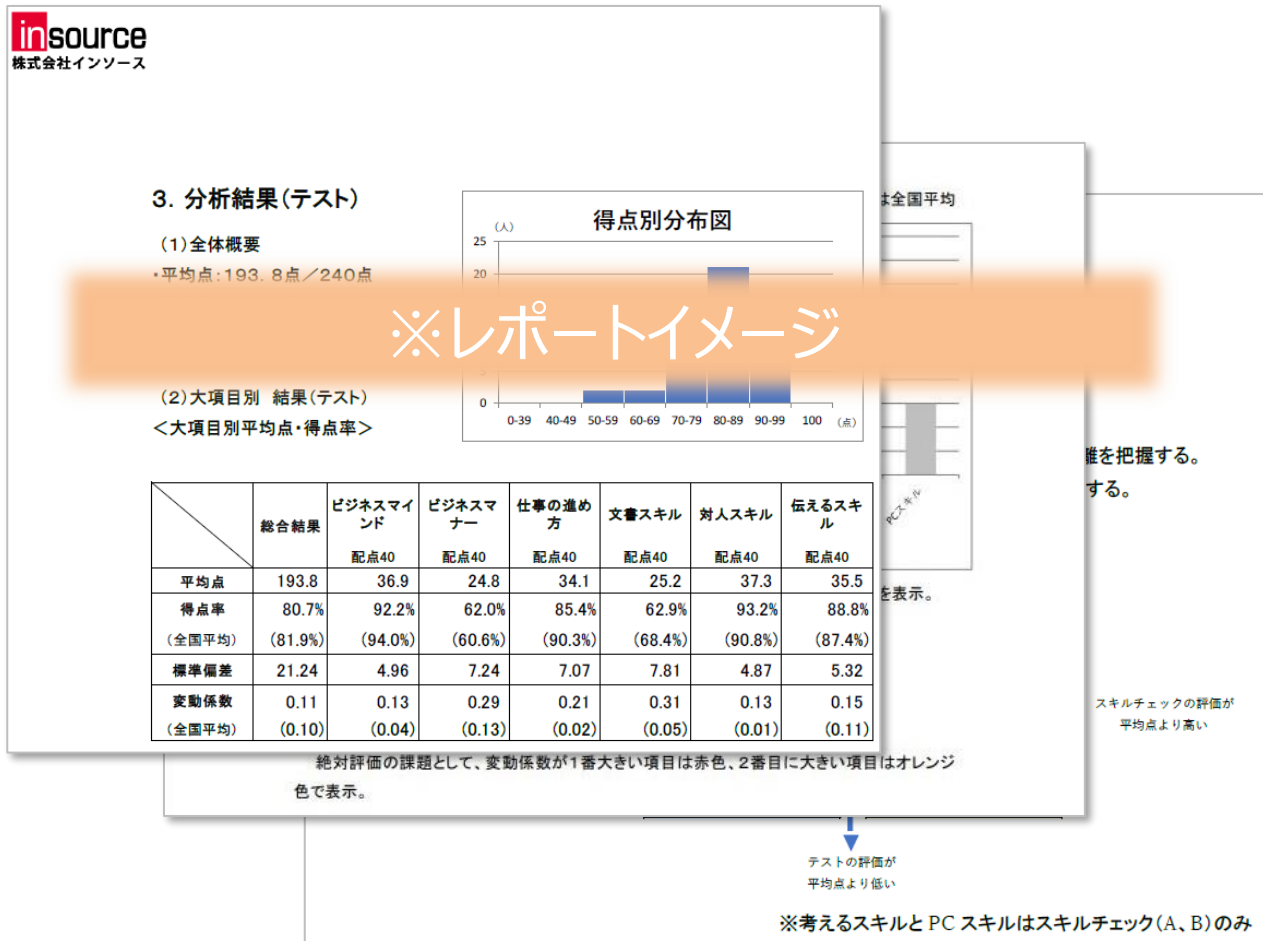 insource
株式会社インソース
3．分析結果（テスト）
（1）全体概要
・平均点：193．8点／240点
得点別分布図
（人）
25
20
0
0-39 40-49 50-59 60-69 70-79 80-89 90-99 100 （点）
※レポートイメージ
（2）大項目別　結果（テスト）
＜大項目別平均点・得点率＞
総合結果 ビジネスマインド 配点40 ビジネスマナー 配点40 仕事の進め方 配点40 文書スキル 配点40 対人スキル 配点40 伝えるスキル 配点40
平均点 193.8 36.9 24.8 34.1 25.2 37.3 35.5
得点率 80.7% 92.2% 62.0% 85.4% 62.9% 93.2% 88.8%
（全国平均） (81.9%) (94.0%) (60.6%) (90.3%) (68.4%) (90.8%) (87.4%)
標準偏差 21.24 4.96 7.24 7.07 7.81 4.87 5.32
変動係数 0.11 0.13 0.29 0.21 0.31 0.13 0.15
（全国平均） (0.10) (0.04) (0.13) (0.02) (0.05) (0.01) (0.11)
は全国平均
PCスキル
を表示。
絶対評価の課題として、変動係数が1番大きい項目は赤色、2番目に大きい項目はオレンジ
色で表示。
離を把握する。
する。
スキルチェックの評価が
平均点より高い
テストの評価が
平均点より低い
※考えるスキルと PC スキルはスキルチェック（A、B）のみ